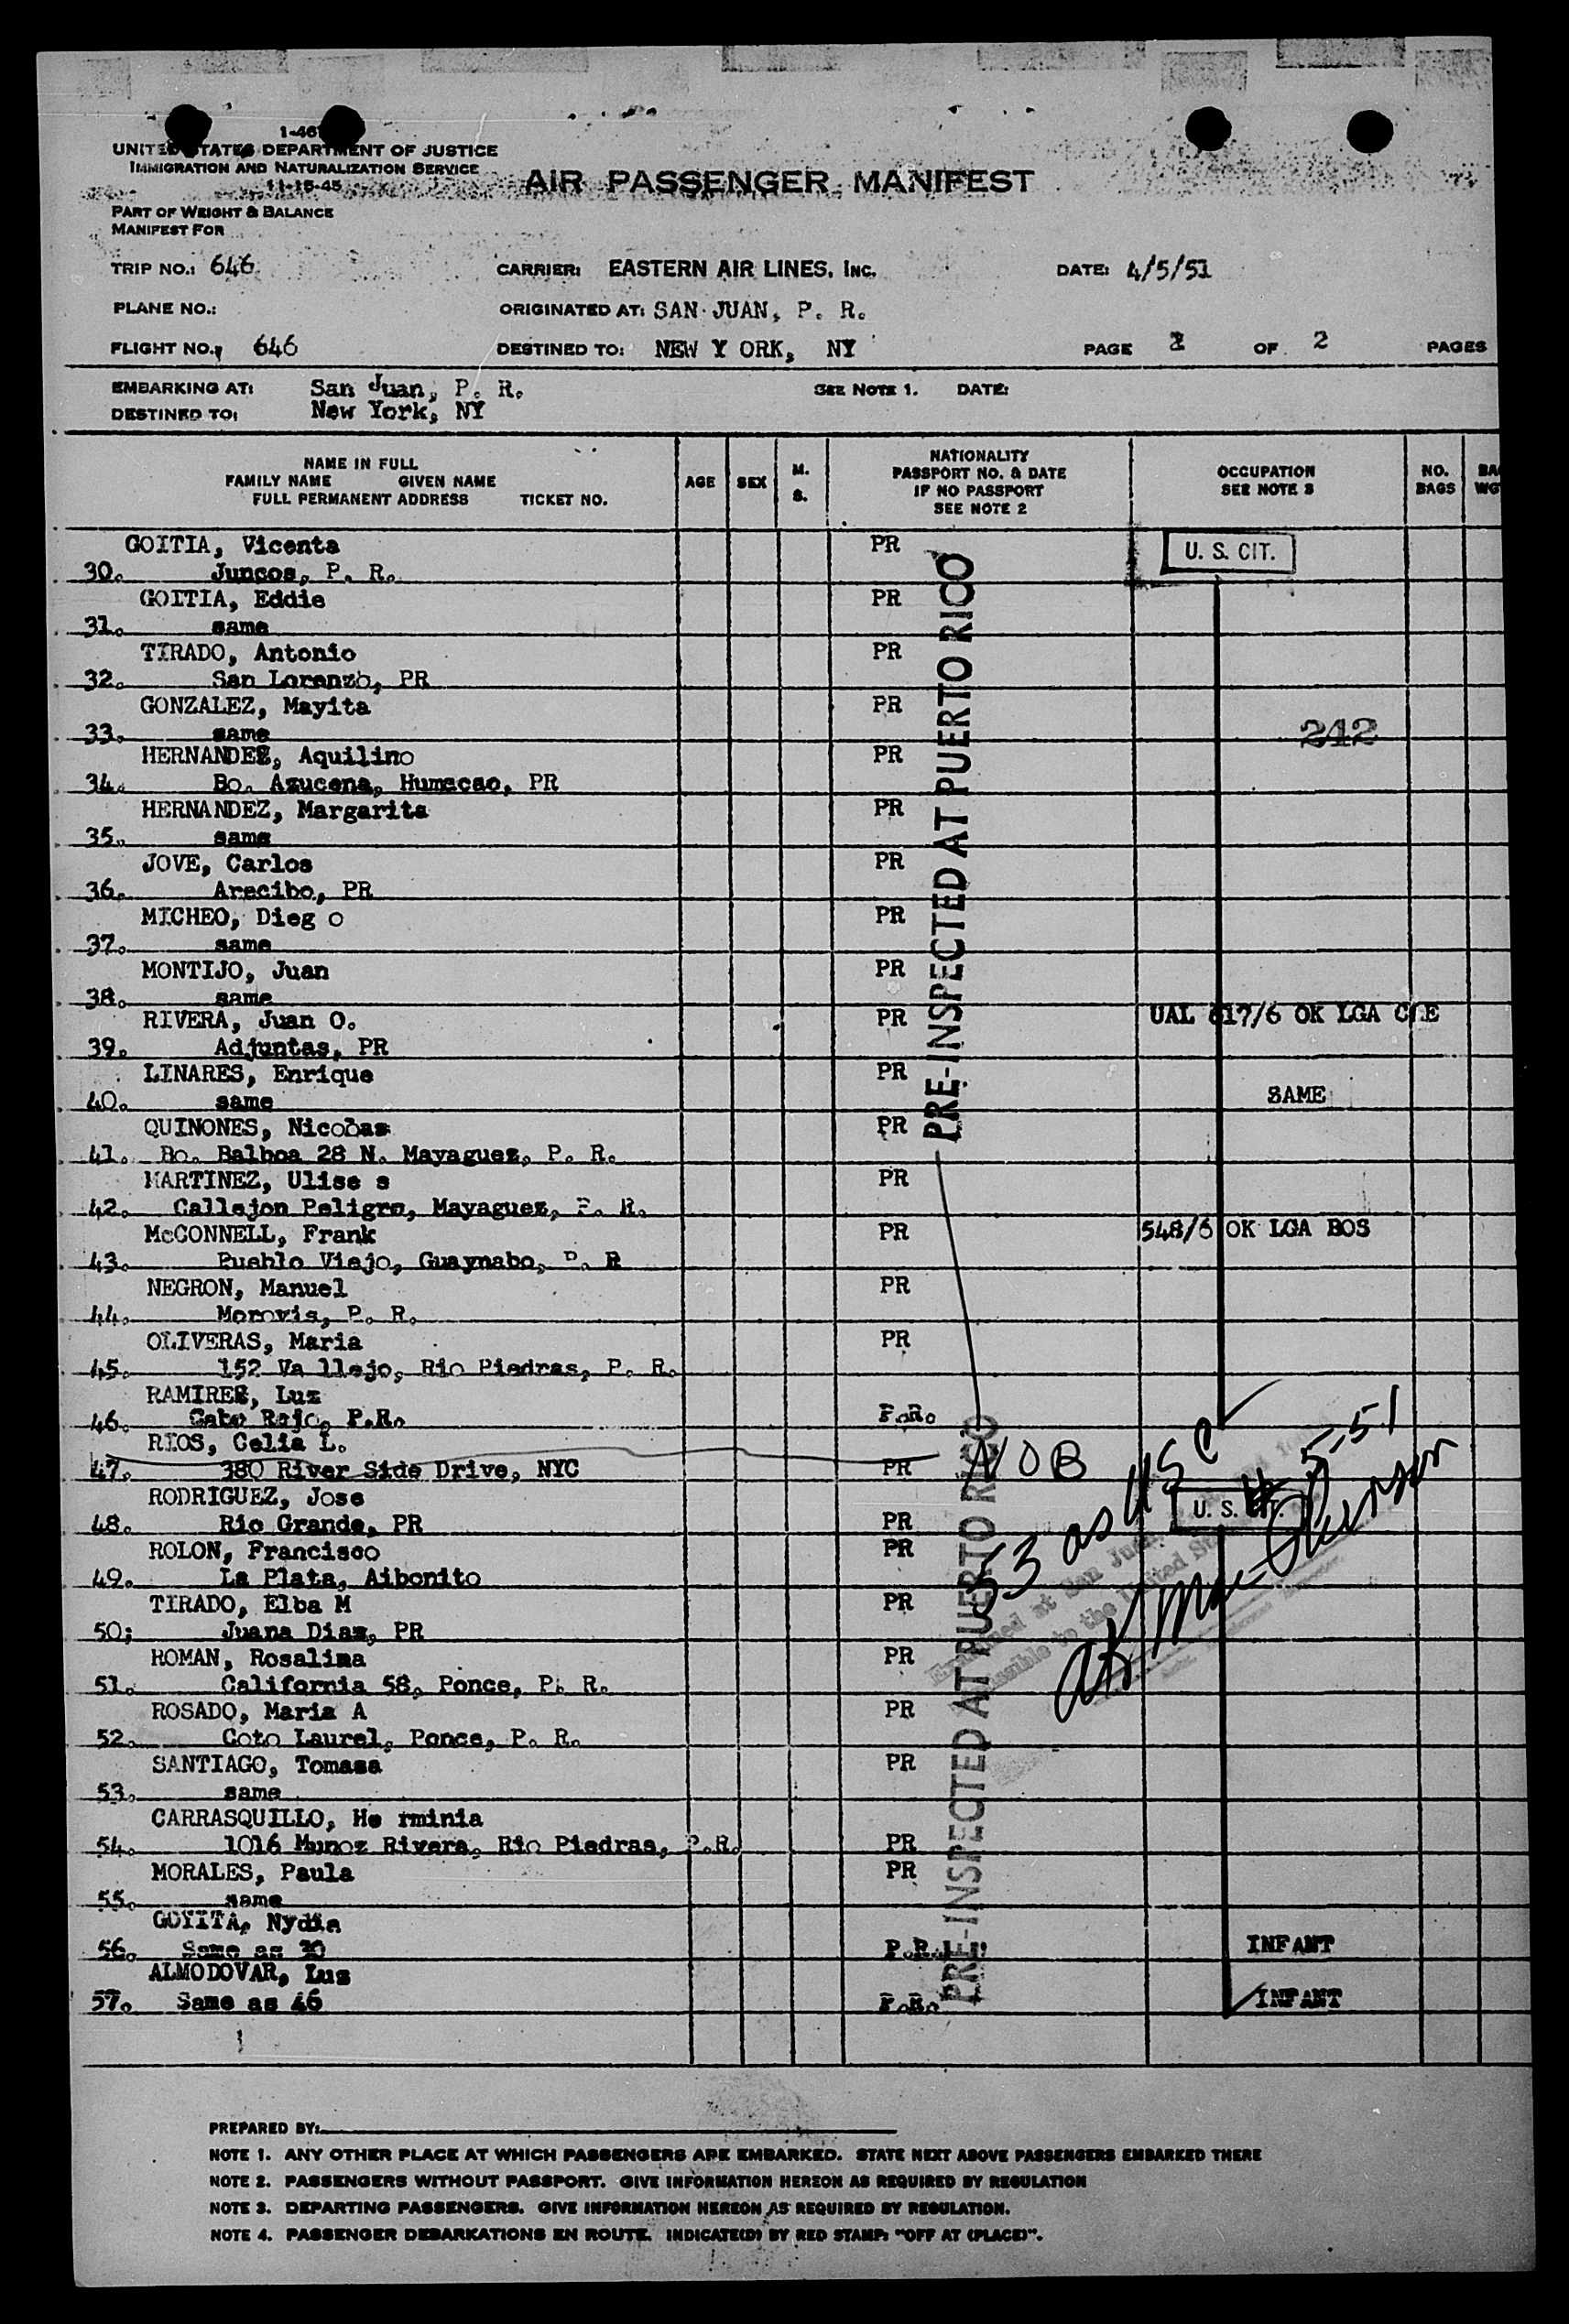 UNITED STATES DEPARTMENT OF JUSTICE
IMMIGRATION AND NATURALIZATION SERVICE
11-15-45
AIR PASSENGER MANIFEST
PART OF WEIGHT & BALANCE
MANIFEST FOR
TRIP NO.: 646 CARRIER: EASTERN AIR LINES, INC. DATE: 4/5/51
PLANE NO.: ORIGINATED AT: SAN JUAN, P. R.
FLIGHT NO.; 646 DESTINED TO: NEW Y ORK, NY PAGE 2 OF 2 PAGES
EMBARKING AT: San Juan, P. R. SEE NOTE 1. DATE:
DESTINED TO: New York, NY
NAME IN FULL
FAMILY NAME GIVEN NAME
FULL PERMANENT ADDRESS TICKET NO.
AGE SEX M. S.
NATIONALITY
PASSPORT NO. & DATE
IF NO PASSPORT
SEE NOTE 2
OCCUPATION
SEE NOTE 3
NO. BAGS
BA
WG
GOITIA, Vicenta PR U. S. CIT.
30. Juncos, P. R.
GOITIA, Eddie PR
31. same
TIRADO, Antonio PR
32. San Lorenzo, PR
GONZALEZ, Mayita PR
33. same 242
HERNANDEZ, Aquilino PR
34. Bo. Azucena, Humacao, PR
HERNANDEZ, Margarita PR
35. same
JOVE, Carlos PR
36. Arecibo, PR
MICHEO, Dieg o PR
37. same
MONTIJO, Juan PR
38. same
RIVERA, Juan O. PR UAL 617/6 OK LGA CLE
39. Adjuntas, PR
LINARES, Enrique PR
40. same SAME
QUINONES, Nicolas PR
41. Bo. Balboa 28 N. Mayaguez, P. R.
MARTINEZ, Ulise s PR
42. Callejon Peligro, Mayaguez, P. R.
McCONNELL, Frank PR 548/6 OK LGA BOS
43. Pueblo Viejo, Guaynabo, P. R
NEGRON, Manuel PR
44. Morovis, P. R.
OLIVERAS, Maria PR
45. 152 Va llejo, Rio Piedras, P. R.
RAMIREZ, Luz
46. Cabo Rojo, P.R. P.R.
RIOS, Celia L.
47. 380 River Side Drive, NYC PR NOB
RODRIGUEZ, Jose
48. Rio Grande, PR PR U. S. CIT.
ROLON, Francisco PR
49. La Plata, Aibonito
TIRADO, Elba M PR
50; Juana Diaz, PR
ROMAN, Rosalina PR
51. California 58, Ponce, P. R.
ROSADO, Maria A PR
52. Coto Laurel, Ponce, P. R.
SANTIAGO, Tomasa PR
53. same
CARRASQUILLO, He rminia
54. 1016 Munoz Rivera, Rio Piedras, P.R. PR
MORALES, Paula PR
55. same
GOYITA, Nydia
56. Same as 30 P.R. INFANT
ALMODOVAR, Luz
57. Same as 46 P.R. INFANT
PRE-INSPECTED AT PUERTO RICO
PRE-INSPECTED AT PUERTO RICO
53 as USC
4-5-51
PREPARED BY:
NOTE 1. ANY OTHER PLACE AT WHICH PASSENGERS ARE EMBARKED. STATE NEXT ABOVE PASSENGERS EMBARKED THERE
NOTE 2. PASSENGERS WITHOUT PASSPORT. GIVE INFORMATION HEREON AS REQUIRED BY REGULATION
NOTE 3. DEPARTING PASSENGERS. GIVE INFORMATION HEREON AS REQUIRED BY REGULATION.
NOTE 4. PASSENGER DEBARKATIONS EN ROUTE. INDICATE(D) BY RED STAMP: "OFF AT (PLACE)".